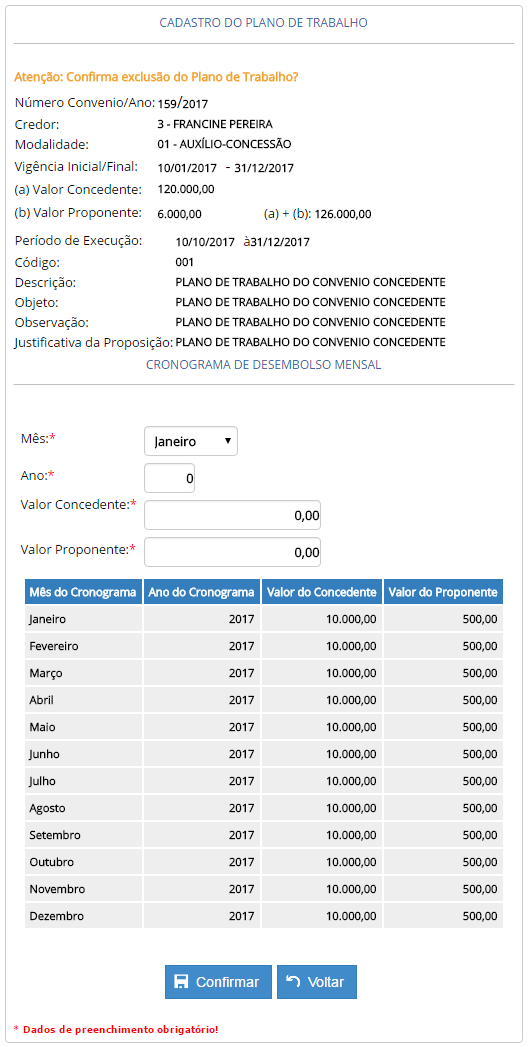 CADASTRO DO PLANO DE TRABALHO
Atenção: Confirma exclusão do Plano de Trabalho?
Número Convenio/Ano: 159/2017
Credor: 3 - FRANCINE PEREIRA
Modalidade: 01 - AUXÍLIO-CONCESSÃO
Vigência Inicial/Final: 10/01/2017 - 31/12/2017
(a) Valor Concedente: 120.000,00
(b) Valor Proponente: 6.000,00 (a) + (b): 126.000,00
Período de Execução: 10/10/2017 à31/12/2017
Código: 001
Descrição: PLANO DE TRABALHO DO CONVENIO CONCEDENTE
Objeto: PLANO DE TRABALHO DO CONVENIO CONCEDENTE
Observação: PLANO DE TRABALHO DO CONVENIO CONCEDENTE
Justificativa da Proposição: PLANO DE TRABALHO DO CONVENIO CONCEDENTE
CRONOGRAMA DE DESEMBOLSO MENSAL
Mês:* Janeiro
Ano:* 0
Valor Concedente:* 0,00
Valor Proponente:* 0,00
Mês do Cronograma Ano do Cronograma Valor do Concedente Valor do Proponente
Janeiro 2017 10.000,00 500,00
Fevereiro 2017 10.000,00 500,00
Março 2017 10.000,00 500,00
Abril 2017 10.000,00 500,00
Maio 2017 10.000,00 500,00
Junho 2017 10.000,00 500,00
Julho 2017 10.000,00 500,00
Agosto 2017 10.000,00 500,00
Setembro 2017 10.000,00 500,00
Outubro 2017 10.000,00 500,00
Novembro 2017 10.000,00 500,00
Dezembro 2017 10.000,00 500,00
Confirmar Voltar
* Dados de preenchimento obrigatório!